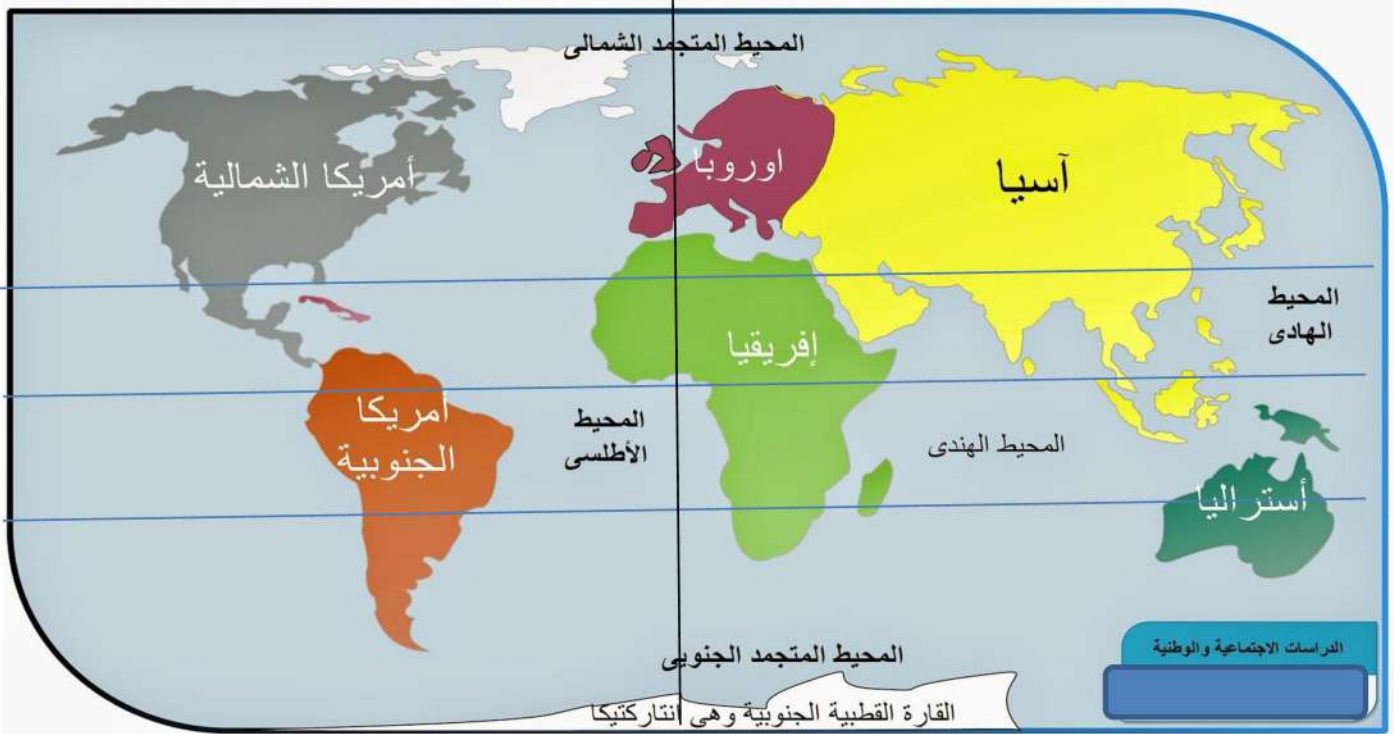 المحيط المتجمد الشمالى
أمريكا الشمالية
اوروبا
آسيا
المحيط
الهادى
إفريقيا
أمريكا
الجنوبية
المحيط
الأطلسى
المحيط الهندى
أستراليا
المحيط المتجمد الجنوبى
الدراسات الاجتماعية والوطنية
القارة القطبية الجنوبية وهى انتاركتيكا